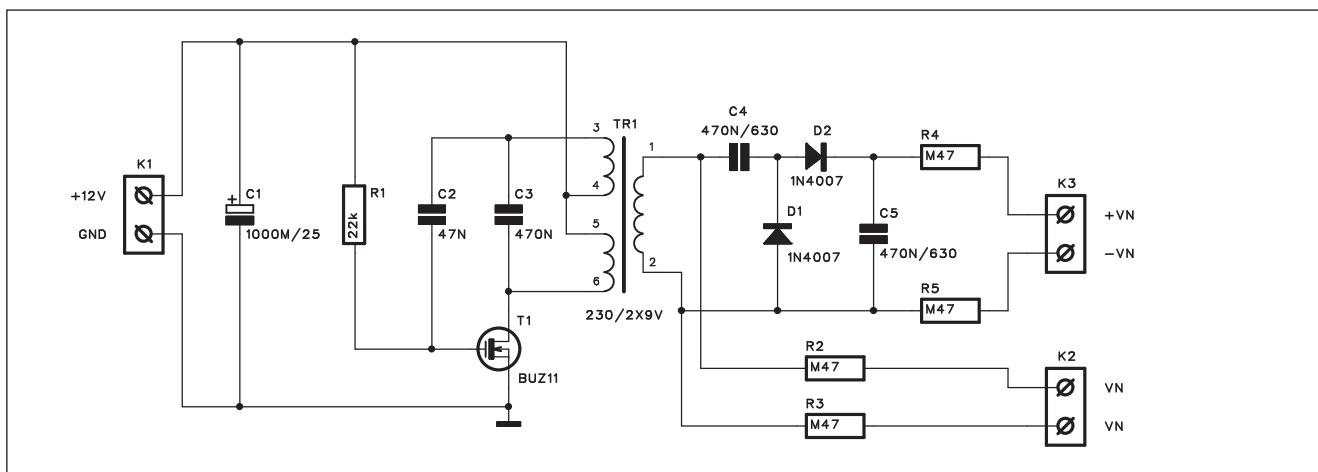 K1
+12V
GND
C1
+
1000M/25
R1
22k
C2
47N
C3
470N
T1
BUZ11
TR1
3
4
5
6
1
2
230/2X9V
C4
470N/630
D2
1N4007
D1
1N4007
C5
470N/630
R4
M47
R5
M47
K3
+VN
-VN
R2
M47
R3
M47
K2
VN
VN